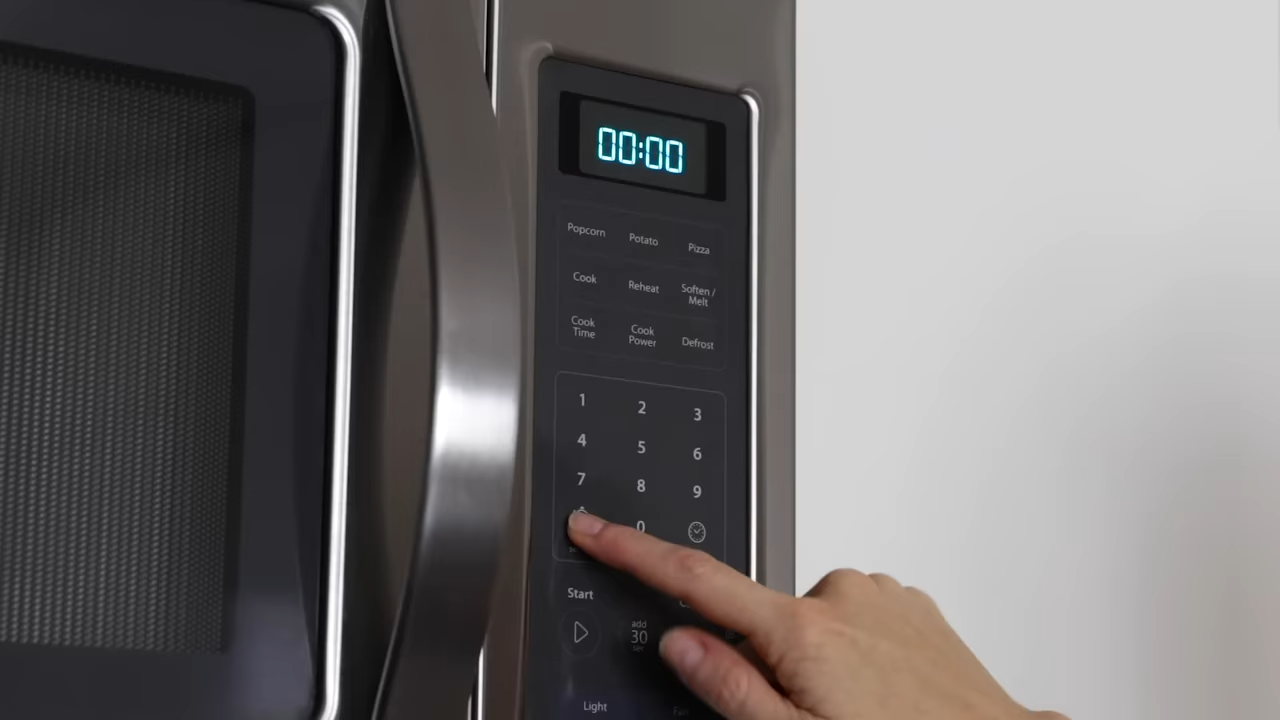 00:00
Popcorn Potato Pizza
Cook Reheat Soften /
Melt
Cook
Time Cook
Power Defrost
1 2 3
4 5 6
7 8 9
0
Start
add
30
sec
Light Fan